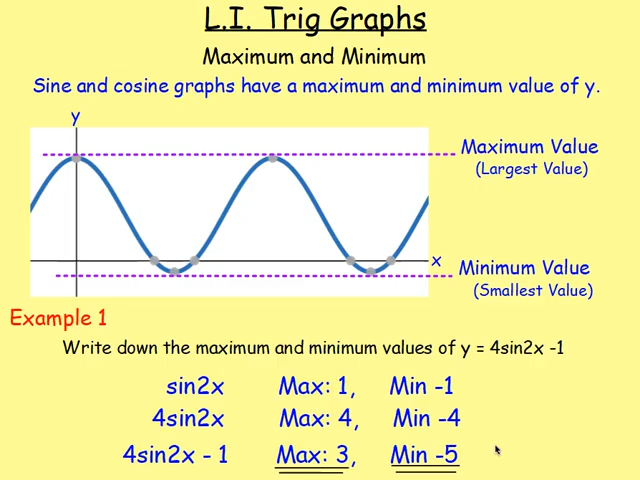 L.I. Trig Graphs
Maximum and Minimum
Sine and cosine graphs have a maximum and minimum value of y.
y
Maximum Value
(Largest Value)
x
Minimum Value
(Smallest Value)
Example 1
Write down the maximum and minimum values of y = 4sin2x -1
sin2x Max: 1, Min -1
4sin2x Max: 4, Min -4
4sin2x - 1 Max: 3, Min -5